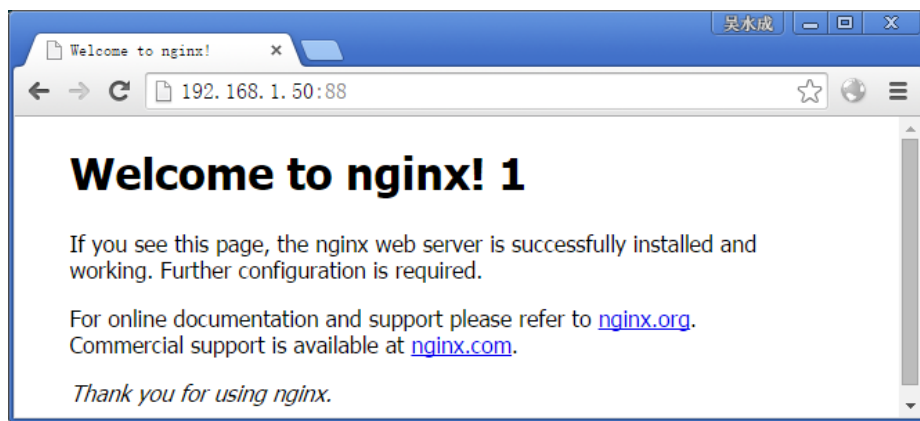 吴水成
Welcome to nginx!
192.168.1.50:88
Welcome to nginx! 1
If you see this page, the nginx web server is successfully installed and
working. Further configuration is required.
For online documentation and support please refer to nginx.org.
Commercial support is available at nginx.com.
Thank you for using nginx.